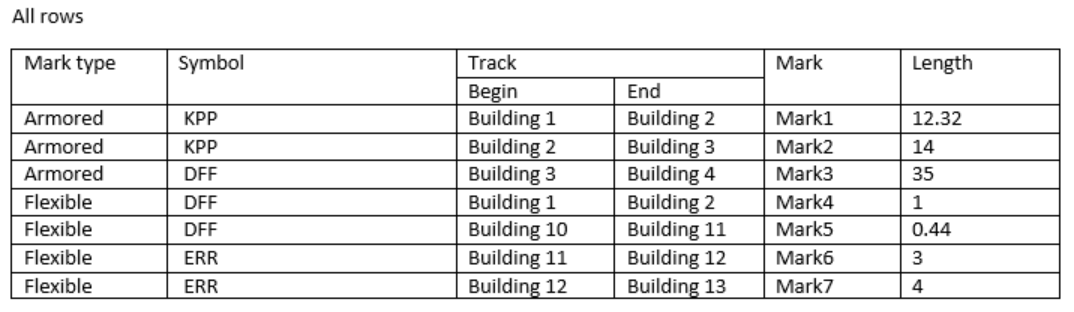 All rows
Mark type Symbol Track Mark Length
Begin End
Armored KPP Building 1 Building 2 Mark1 12.32
Armored KPP Building 2 Building 3 Mark2 14
Armored DFF Building 3 Building 4 Mark3 35
Flexible DFF Building 1 Building 2 Mark4 1
Flexible DFF Building 10 Building 11 Mark5 0.44
Flexible ERR Building 11 Building 12 Mark6 3
Flexible ERR Building 12 Building 13 Mark7 4